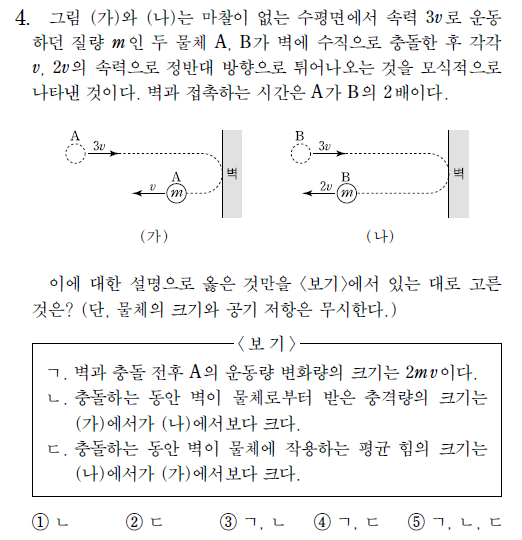 4. 그림 (가)와 (나)는 마찰이 없는 수평면에서 속력 3v로 운동
하던 질량 m인 두 물체 A, B가 벽에 수직으로 충돌한 후 각각
v, 2v의 속력으로 정반대 방향으로 튀어나오는 것을 모식적으로
나타낸 것이다. 벽과 접촉하는 시간은 A가 B의 2배이다.
A
3v
A
v
m
벽
(가)
B
3v
B
2v
m
벽
(나)
이에 대한 설명으로 옳은 것만을 <보기>에서 있는 대로 고른
것은? (단, 물체의 크기와 공기 저항은 무시한다.)
<보 기>
ㄱ. 벽과 충돌 전후 A의 운동량 변화량의 크기는 2mv이다.
ㄴ. 충돌하는 동안 벽이 물체로부터 받은 충격량의 크기는
(가)에서가 (나)에서보다 크다.
ㄷ. 충돌하는 동안 벽이 물체에 작용하는 평균 힘의 크기는
(나)에서가 (가)에서보다 크다.
① ㄴ ② ㄷ ③ ㄱ, ㄴ ④ ㄱ, ㄷ ⑤ ㄱ, ㄴ, ㄷ